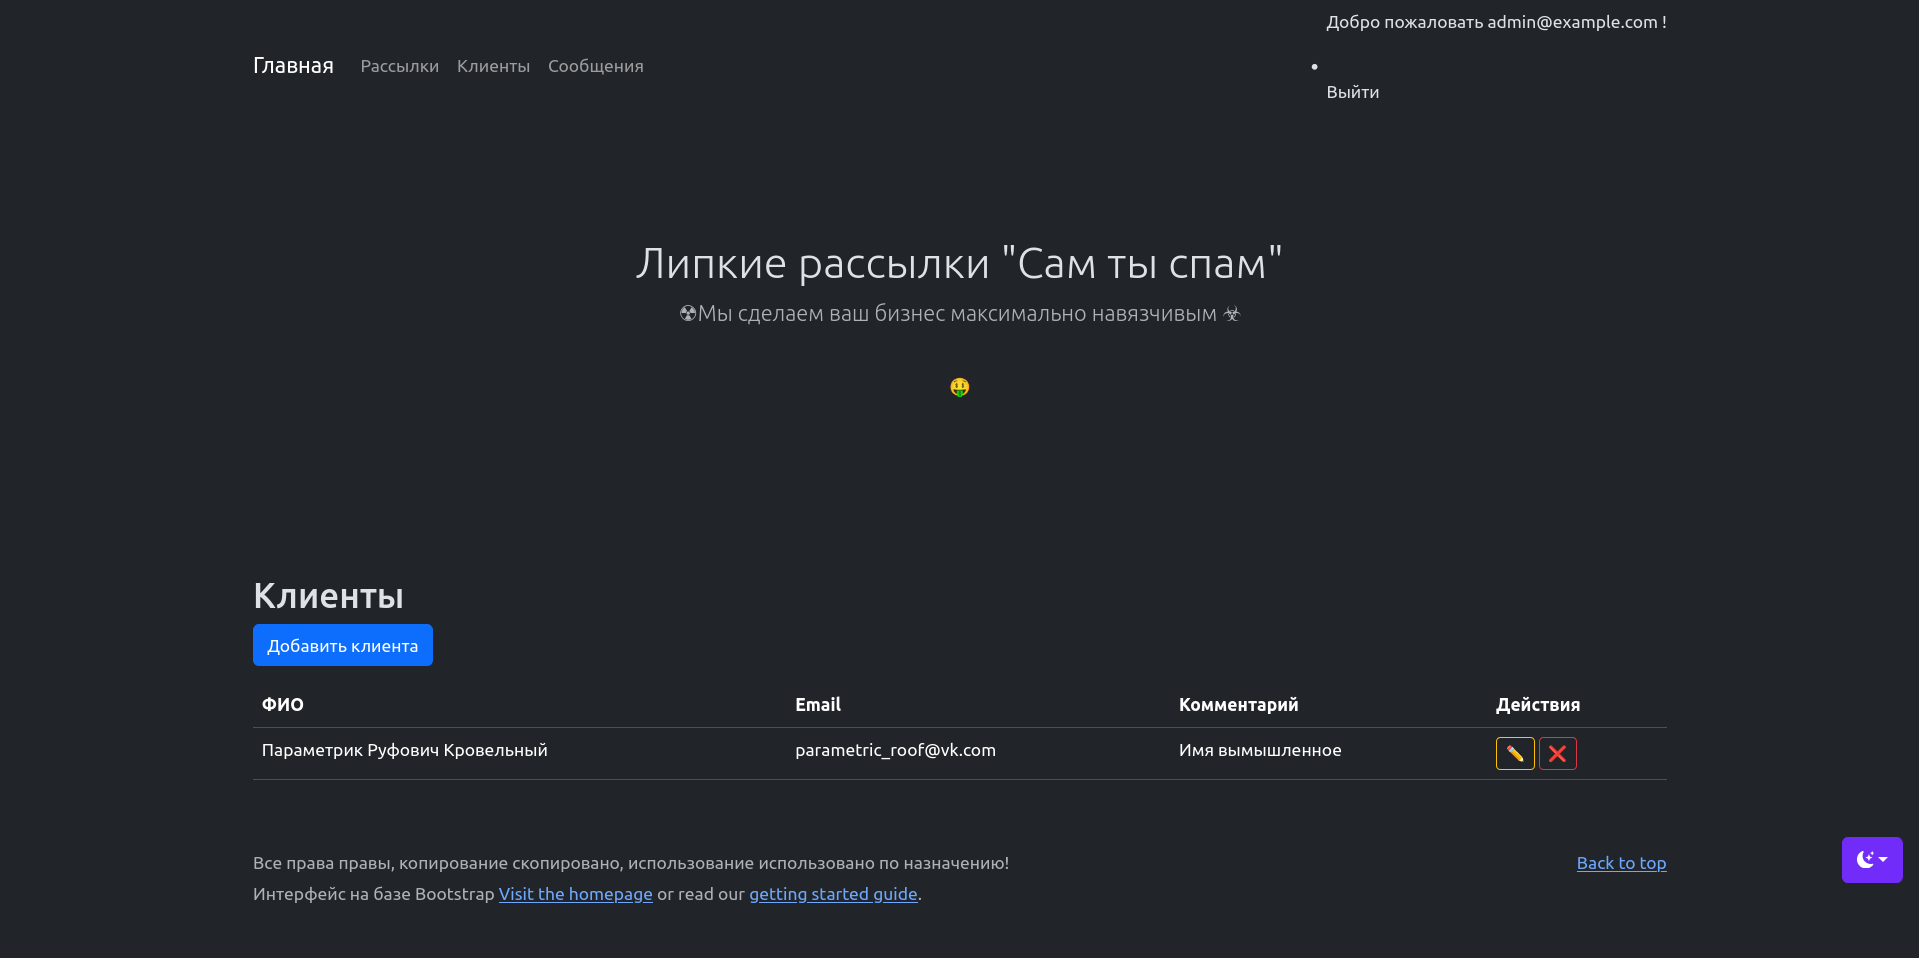 Добро пожаловать admin@example.com !
Главная Рассылки Клиенты Сообщения
Выйти
Липкие рассылки "Сам ты спам"
☢Мы сделаем ваш бизнес максимально навязчивым ☣
🤑
Клиенты
Добавить клиента
ФИО Email Комментарий Действия
Параметрик Руфович Кровельный parametric_roof@vk.com Имя вымышленное ✏️ ❌
Все права правы, копирование скопировано, использование использовано по назначению! Back to top
Интерфейс на базе Bootstrap Visit the homepage or read our getting started guide.